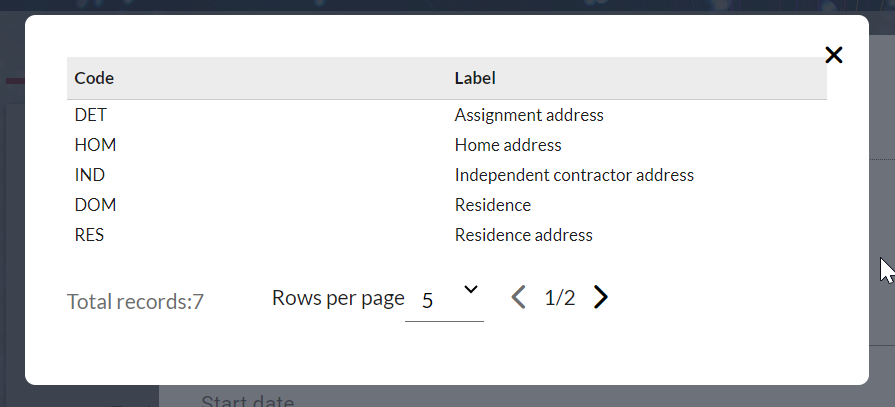 Code Label
DET Assignment address
HOM Home address
IND Independent contractor address
DOM Residence
RES Residence address
Total records:7 Rows per page 5 1/2
Start date